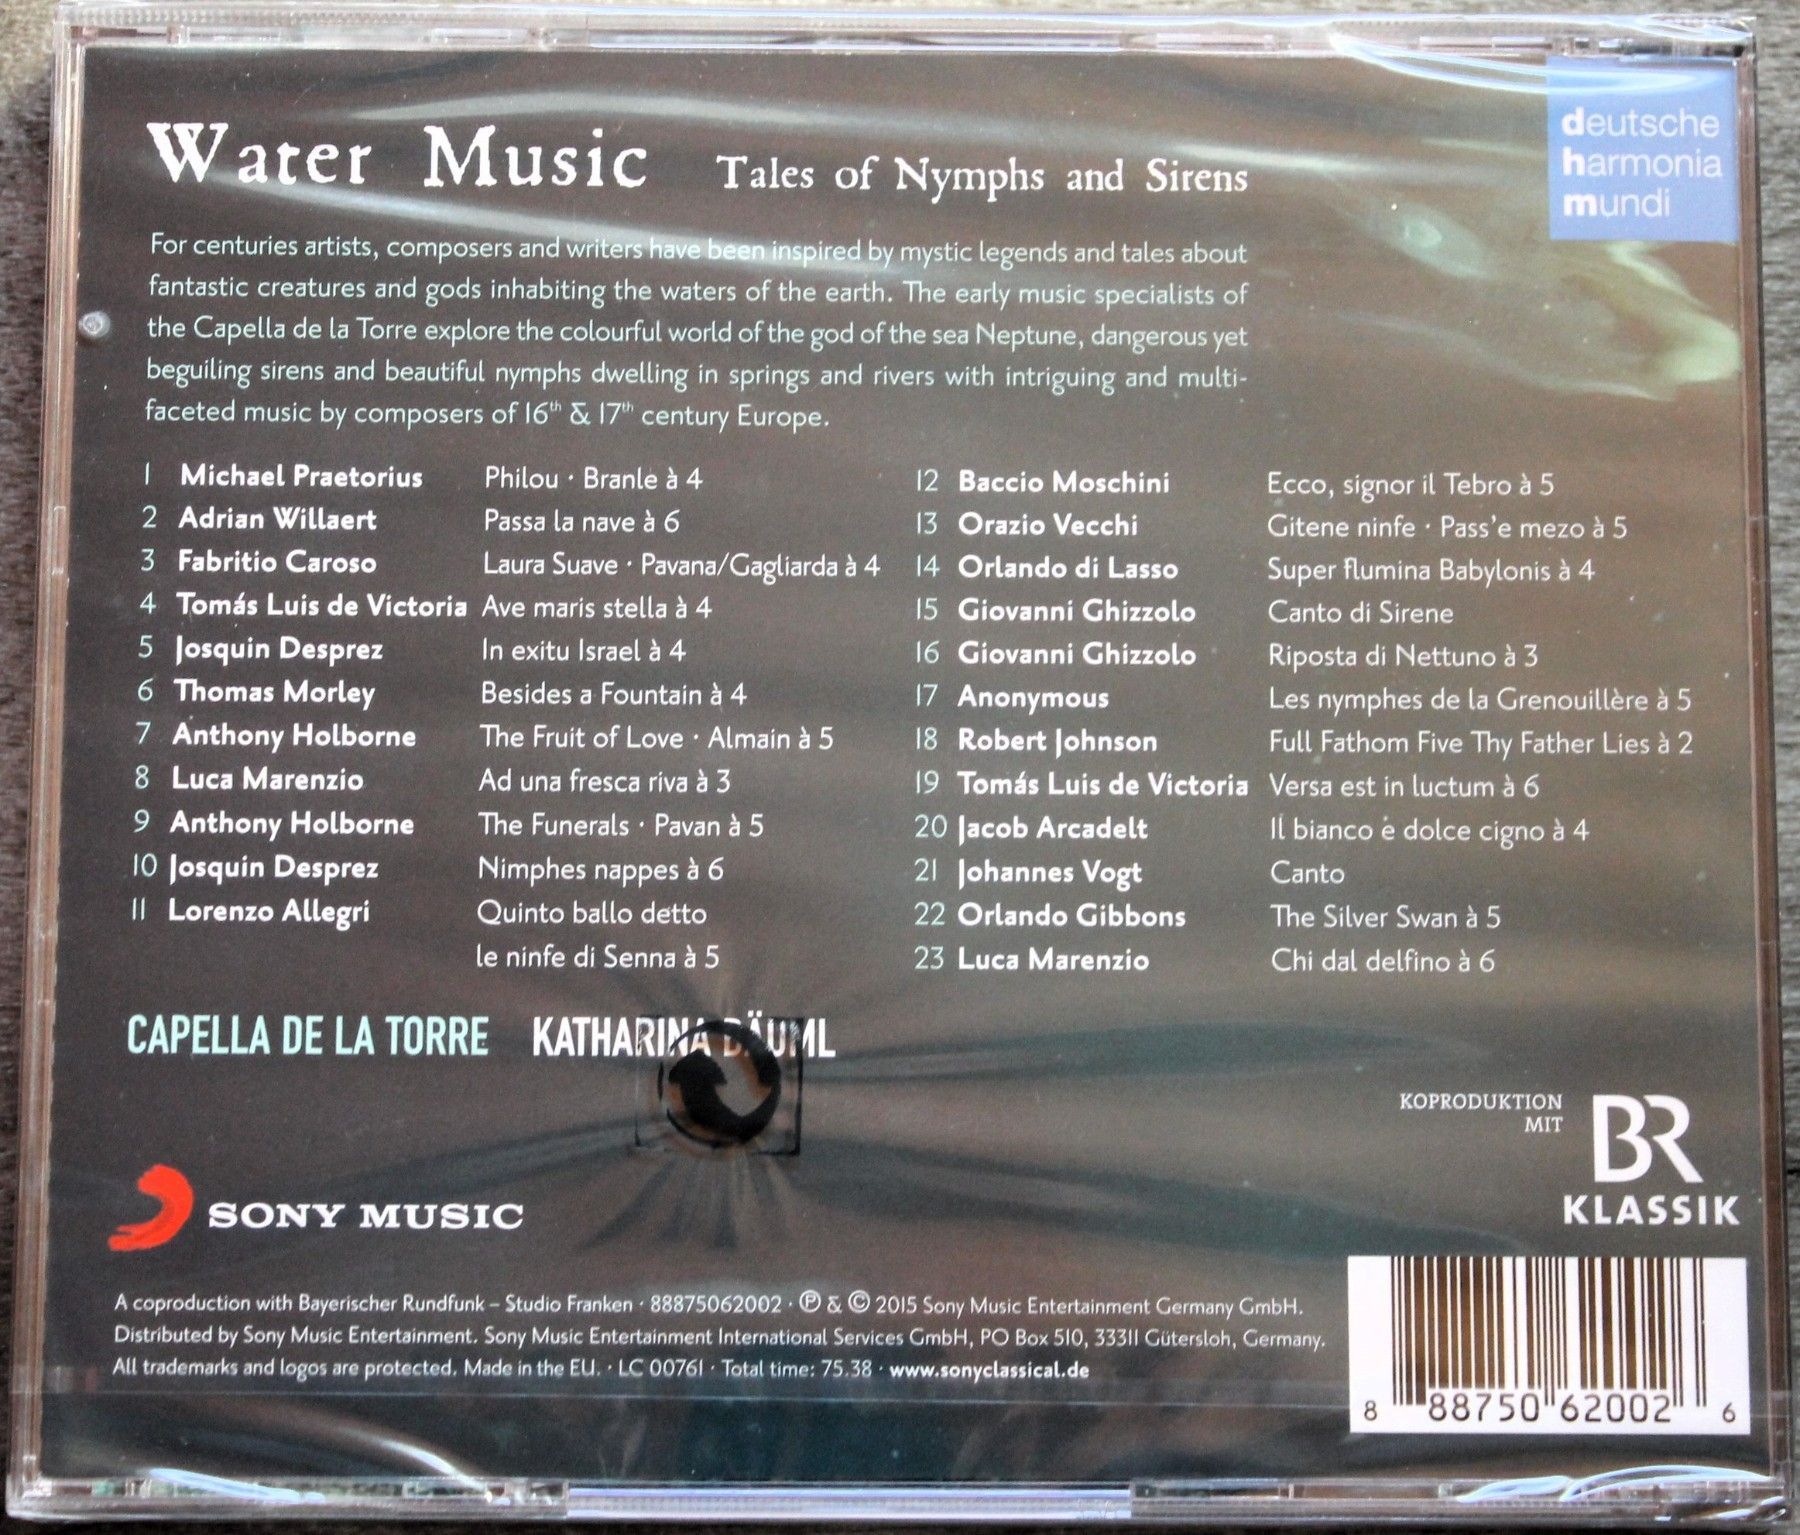 Water Music Tales of Nymphs and Sirens
deutsche
harmonia
mundi
For centuries artists, composers and writers have been inspired by mystic legends and tales about
fantastic creatures and gods inhabiting the waters of the earth. The early music specialists of
the Capella de la Torre explore the colourful world of the god of the sea Neptune, dangerous yet
beguiling sirens and beautiful nymphs dwelling in springs and rivers with intriguing and multi-
faceted music by composers of 16th & 17th century Europe.
1 Michael Praetorius Philou · Branle à 4
2 Adrian Willaert Passa la nave à 6
3 Fabritio Caroso Laura Suave · Pavana/Gagliarda à 4
4 Tomás Luis de Victoria Ave maris stella à 4
5 Josquin Desprez In exitu Israel à 4
6 Thomas Morley Besides a Fountain à 4
7 Anthony Holborne The Fruit of Love · Almain à 5
8 Luca Marenzio Ad una fresca riva à 3
9 Anthony Holborne The Funerals · Pavan à 5
10 Josquin Desprez Nimphes nappes à 6
11 Lorenzo Allegri Quinto ballo detto
le ninfe di Senna à 5
12 Baccio Moschini Ecco, signor il Tebro à 5
13 Orazio Vecchi Gitene ninfe · Pass'e mezo à 5
14 Orlando di Lasso Super flumina Babylonis à 4
15 Giovanni Ghizzolo Canto di Sirene
16 Giovanni Ghizzolo Riposta di Nettuno à 3
17 Anonymous Les nymphes de la Grenouillère à 5
18 Robert Johnson Full Fathom Five Thy Father Lies à 2
19 Tomás Luis de Victoria Versa est in luctum à 6
20 Jacob Arcadelt Il bianco e dolce cigno à 4
21 Johannes Vogt Canto
22 Orlando Gibbons The Silver Swan à 5
23 Luca Marenzio Chi dal delfino à 6
CAPELLA DE LA TORRE KATHARINA BÄUML
KOPRODUKTION
MIT
BR
KLASSIK
SONY MUSIC
A coproduction with Bayerischer Rundfunk – Studio Franken · 88875062002 · ℗ & © 2015 Sony Music Entertainment Germany GmbH.
Distributed by Sony Music Entertainment. Sony Music Entertainment International Services GmbH, PO Box 510, 33311 Gütersloh, Germany.
All trademarks and logos are protected. Made in the EU. · LC 00761 · Total time: 75.38 · www.sonyclassical.de
8 88750 62002 6